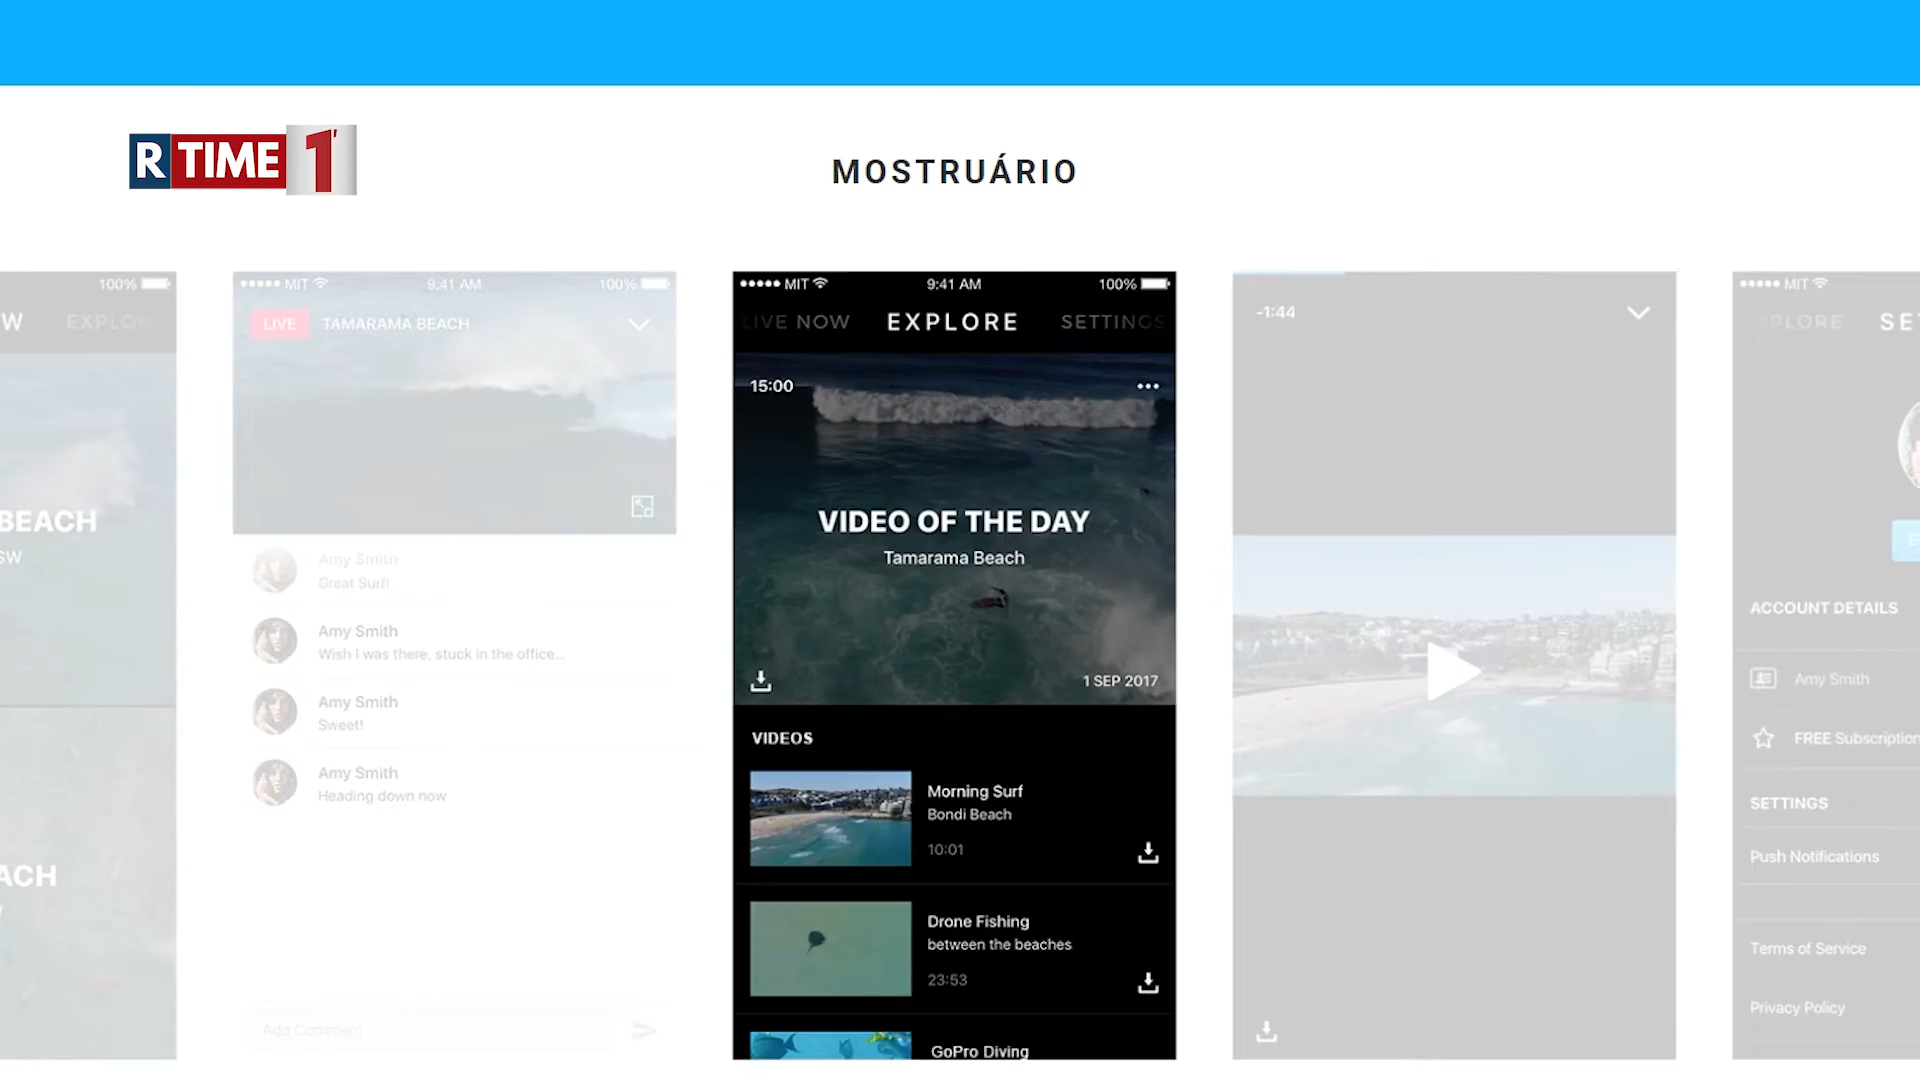 R TIME 1'
MOSTRUÁRIO
100%
EXPLO
BEACH
MIT
9:41 AM
100%
LIVE
TAMARAMA BEACH
Amy Smith
Great Surf!
Amy Smith
Wish I was there, stuck in the office...
Amy Smith
Sweet!
Amy Smith
Heading down now
Add Comment
MIT
9:41 AM
100%
LIVE NOW
EXPLORE
SETTINGS
15:00
VIDEO OF THE DAY
Tamarama Beach
1 SEP 2017
VIDEOS
Morning Surf
Bondi Beach
10:01
Drone Fishing
between the beaches
23:53
GoPro Diving
-1:44
MIT
PLORE
SE
ACCOUNT DETAILS
Amy Smith
FREE Subscription
SETTINGS
Push Notifications
Terms of Service
Privacy Policy